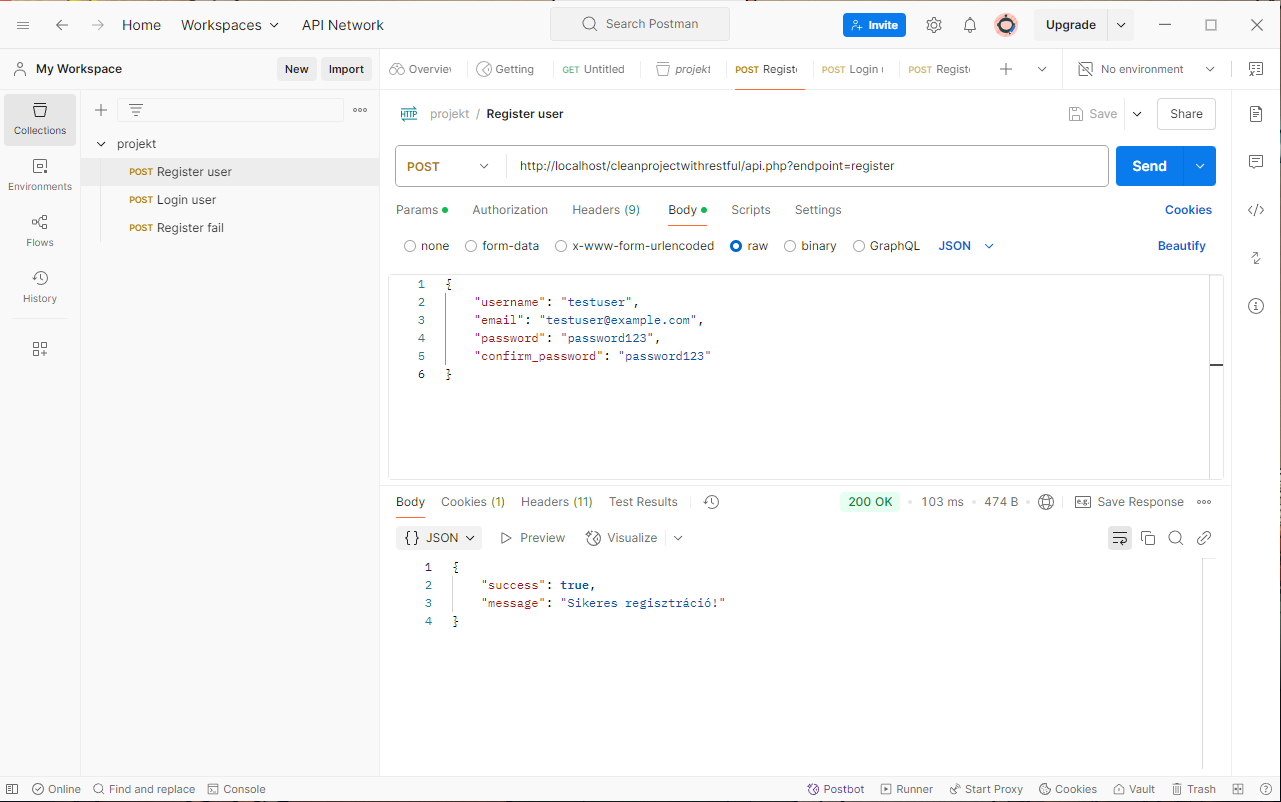 Home Workspaces API Network Search Postman Invite Upgrade
My Workspace New Import Overvie Getting GET Untitled projekt POST Regist POST Login POST Regist No environment
Collections
Environments
Flows
History
projekt
POST Register user
POST Login user
POST Register fail
HTTP projekt / Register user Save Share
POST http://localhost/cleanprojectwithrestful/api.php?endpoint=register Send
Params Authorization Headers (9) Body Scripts Settings Cookies
none form-data x-www-form-urlencoded raw binary GraphQL JSON Beautify
1 {
2 "username": "testuser",
3 "email": "testuser@example.com",
4 "password": "password123",
5 "confirm_password": "password123"
6 }
Body Cookies (1) Headers (11) Test Results 200 OK • 103 ms • 474 B • e.g. Save Response
{} JSON Preview Visualize
1 {
2 "success": true,
3 "message": "Sikeres regisztráció!"
4 }
Online Find and replace Console Postbot Runner Start Proxy Cookies Vault Trash